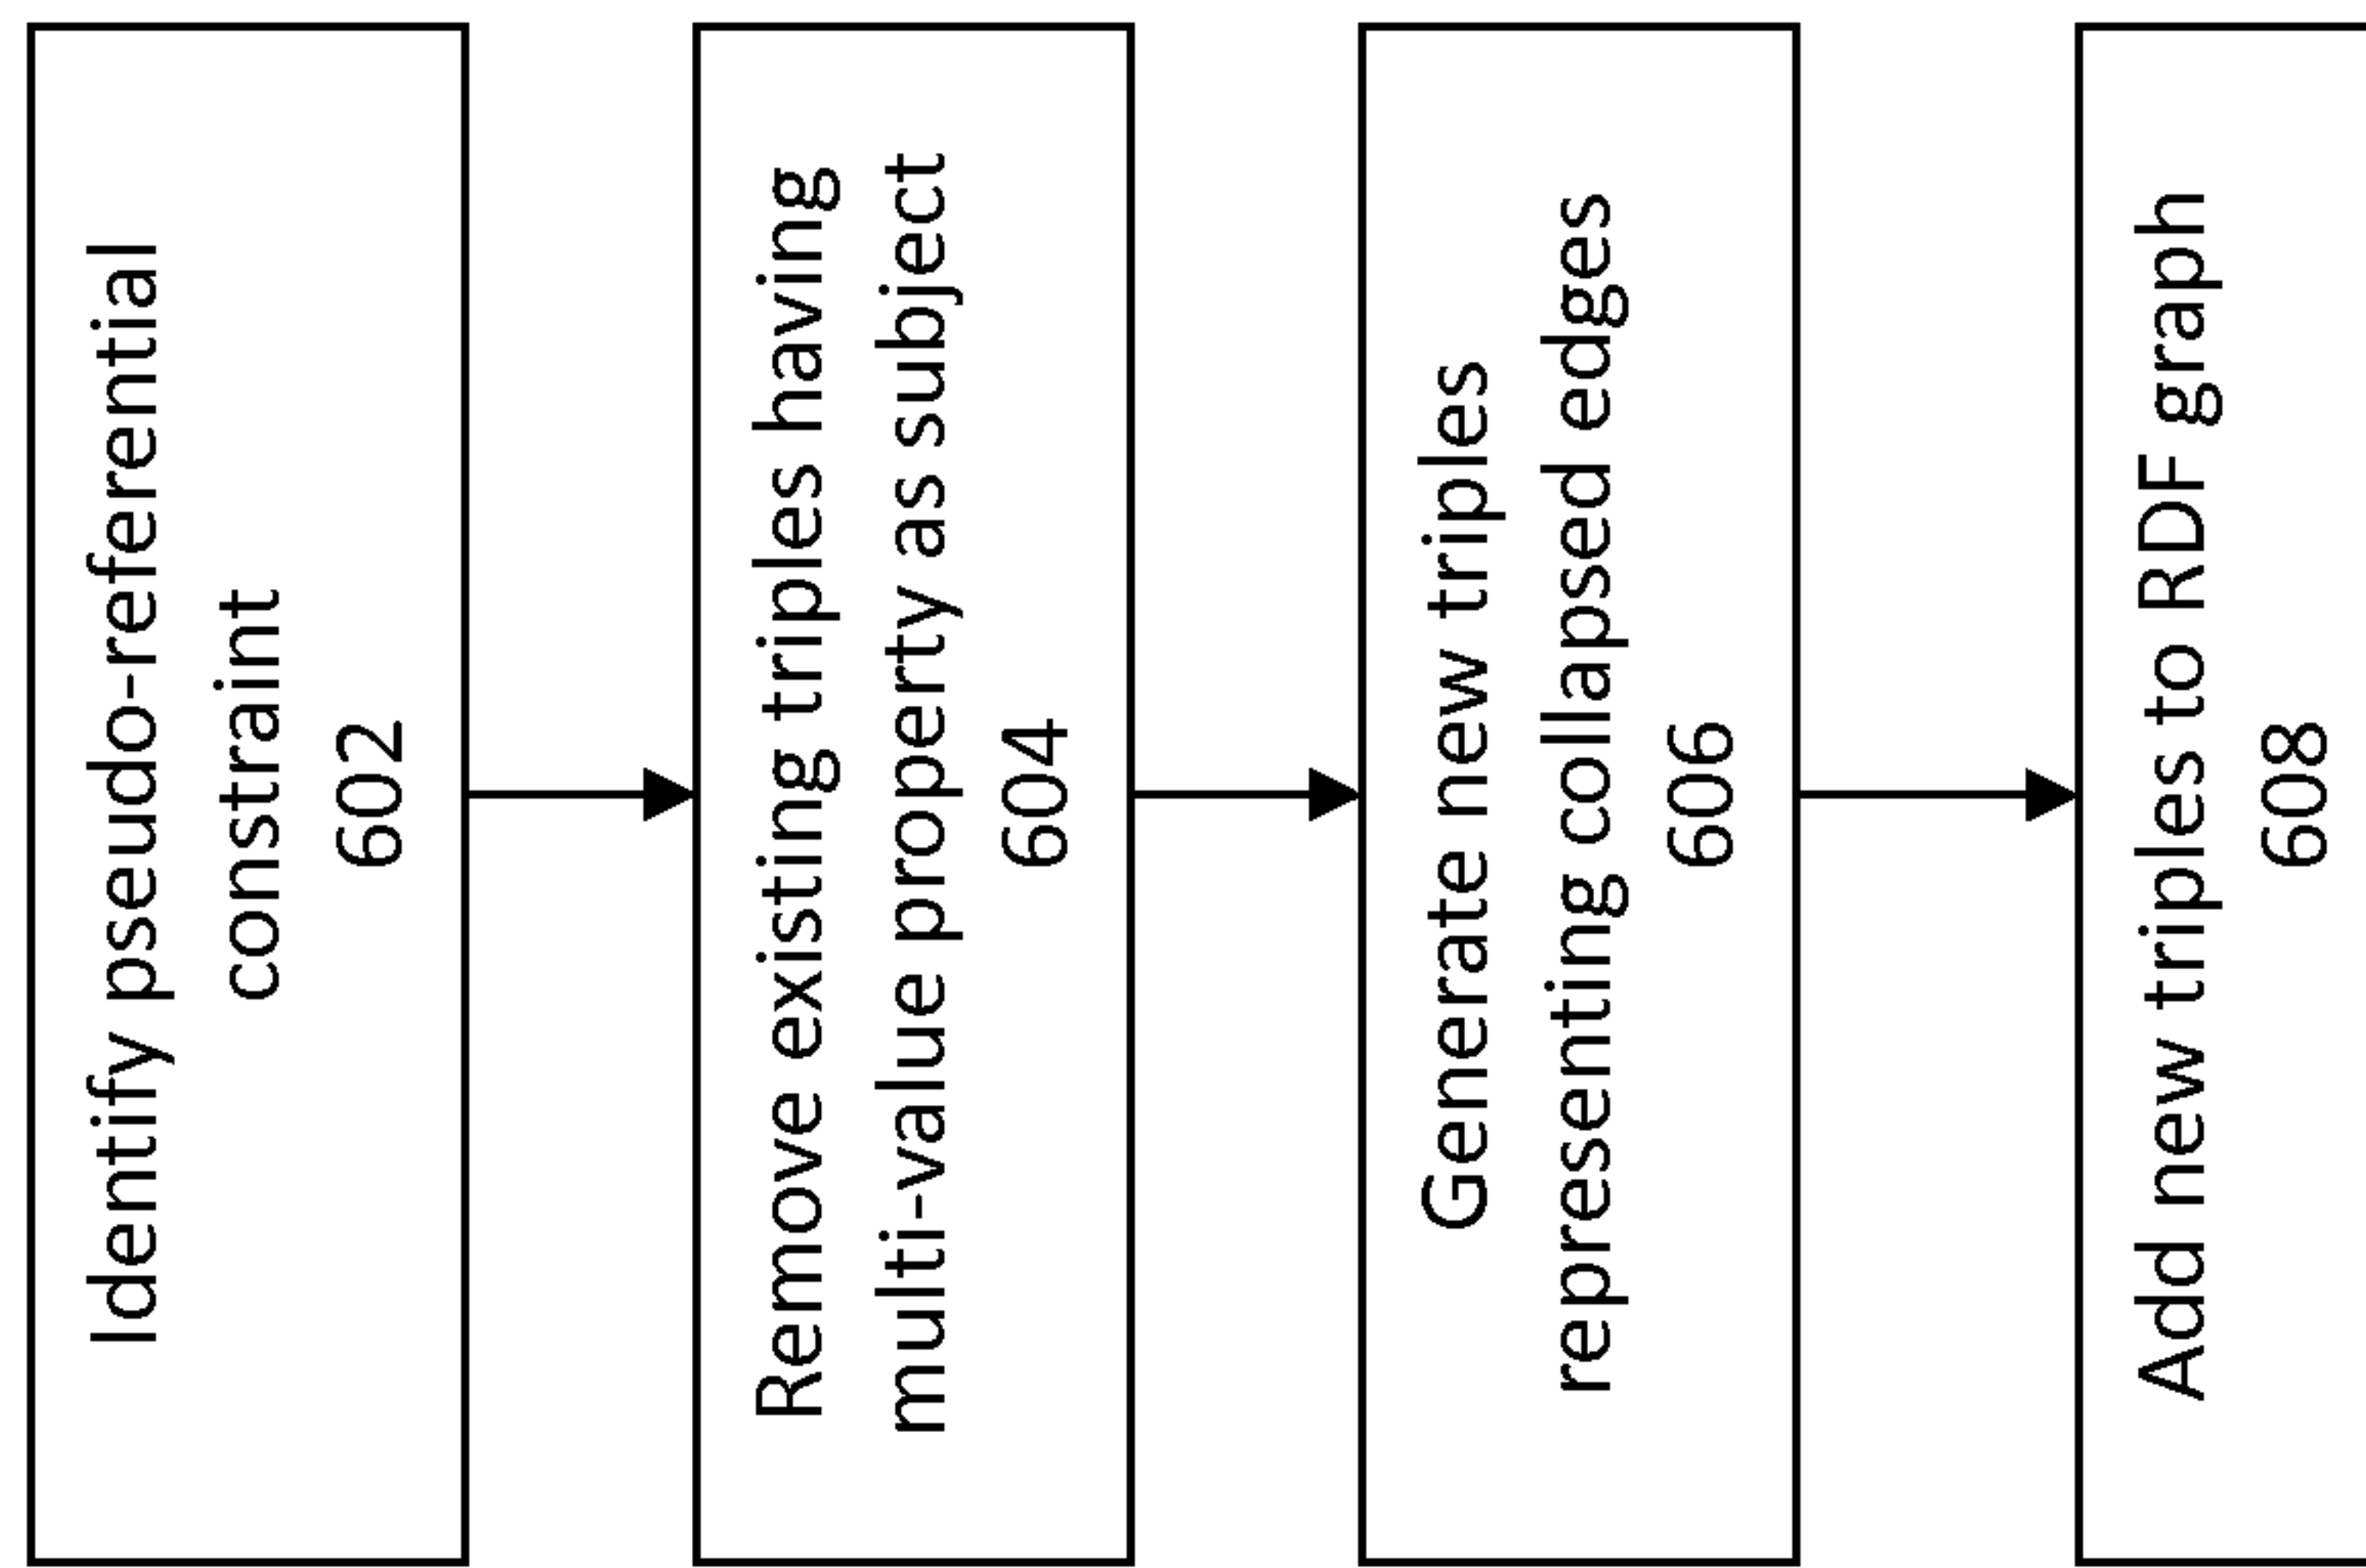 Identify pseudo-referential
constraint
602
Remove existing triples having
multi-value property as subject
604
Generate new triples
representing collapsed edges
606
Add new triples to RDF graph
608